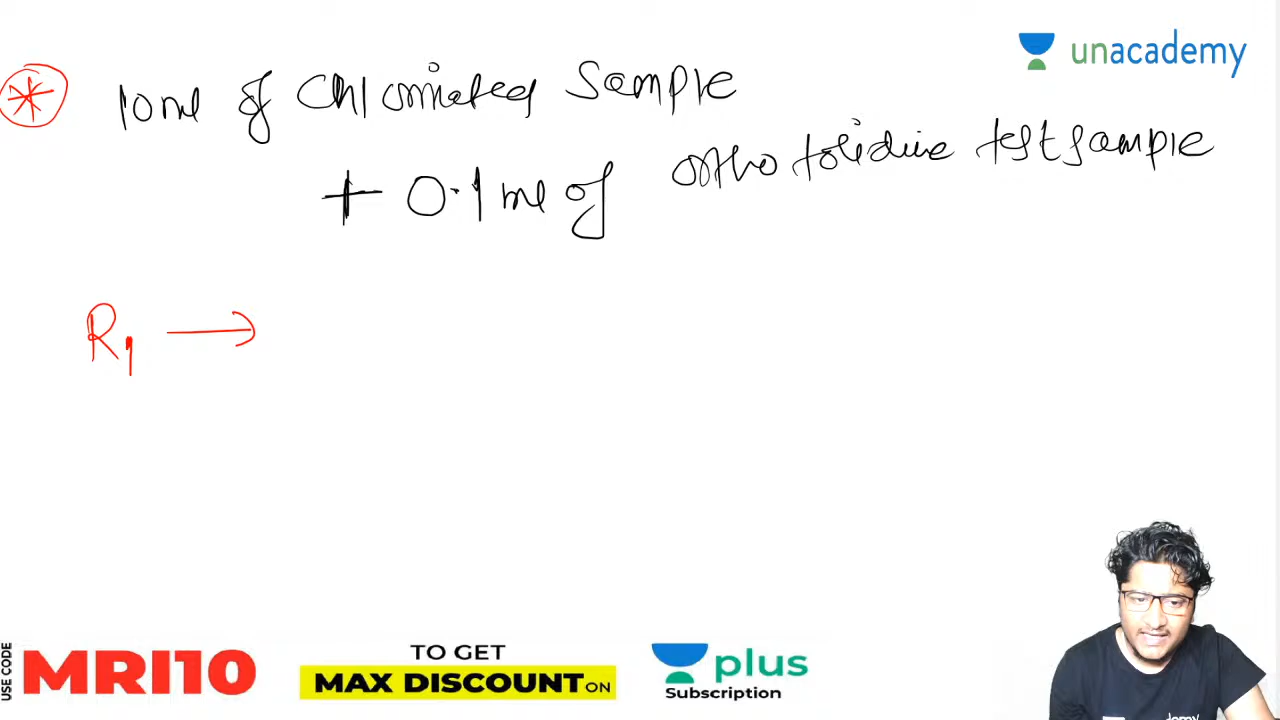 unacademy
10ml of Chlorinated Sample
+ 0.1ml of ortho tolidine test sample
R1 →
USE CODE
MRI10
TO GET
MAX DISCOUNT ON
plus
Subscription
demy